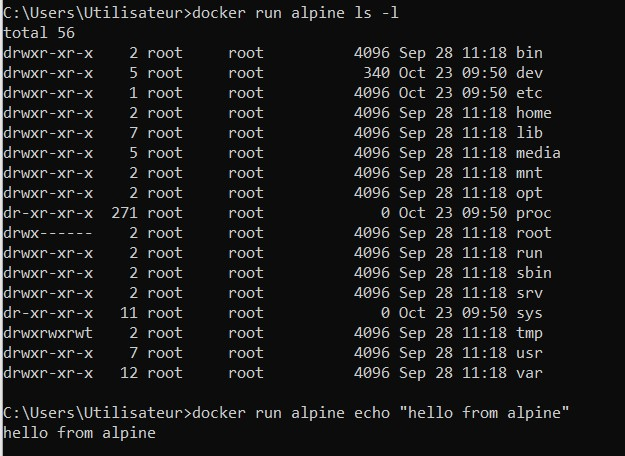 C:\Users\Utilisateur>docker run alpine ls -l
total 56
drwxr-xr-x    2 root     root          4096 Sep 28 11:18 bin
drwxr-xr-x    5 root     root           340 Oct 23 09:50 dev
drwxr-xr-x    1 root     root          4096 Oct 23 09:50 etc
drwxr-xr-x    2 root     root          4096 Sep 28 11:18 home
drwxr-xr-x    7 root     root          4096 Sep 28 11:18 lib
drwxr-xr-x    5 root     root          4096 Sep 28 11:18 media
drwxr-xr-x    2 root     root          4096 Sep 28 11:18 mnt
drwxr-xr-x    2 root     root          4096 Sep 28 11:18 opt
dr-xr-xr-x  271 root     root             0 Oct 23 09:50 proc
drwx------    2 root     root          4096 Sep 28 11:18 root
drwxr-xr-x    2 root     root          4096 Sep 28 11:18 run
drwxr-xr-x    2 root     root          4096 Sep 28 11:18 sbin
drwxr-xr-x    2 root     root          4096 Sep 28 11:18 srv
dr-xr-xr-x   11 root     root             0 Oct 23 09:50 sys
drwxrwxrwt    2 root     root          4096 Sep 28 11:18 tmp
drwxr-xr-x    7 root     root          4096 Sep 28 11:18 usr
drwxr-xr-x   12 root     root          4096 Sep 28 11:18 var
C:\Users\Utilisateur>docker run alpine echo "hello from alpine"
hello from alpine